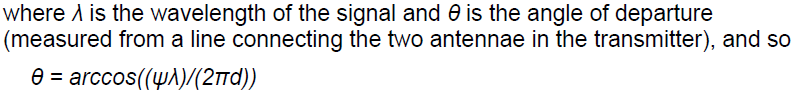 where λ is the wavelength of the signal and θ is the angle of departure
(measured from a line connecting the two antennae in the transmitter), and so
θ = arccos((ψλ)/(2πd))